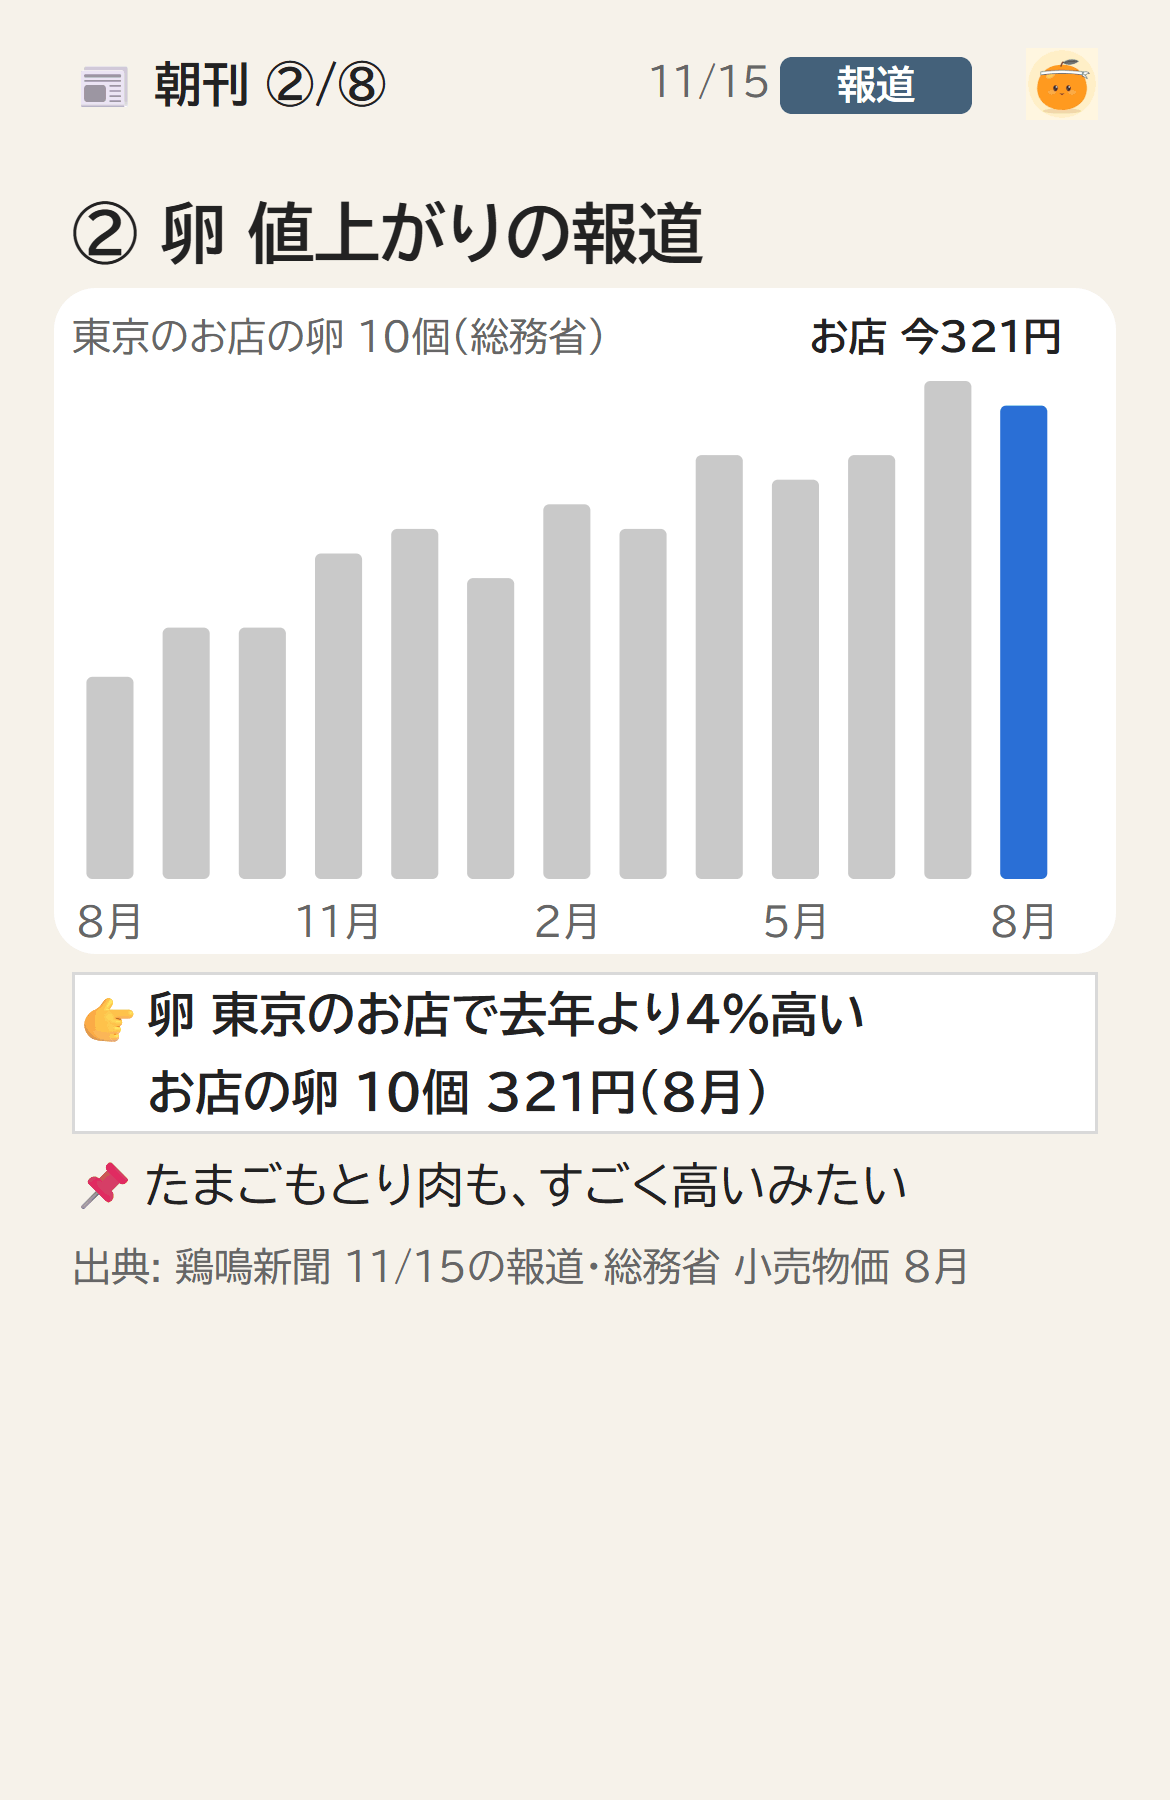 朝刊 ②/⑧ 11/15 報道
② 卵 値上がりの報道
東京のお店の卵 10個(総務省) お店 今321円
8月 11月 2月 5月 8月
卵 東京のお店で去年より4%高い
お店の卵 10個 321円(8月)
たまごもとり肉も、すごく高いみたい
出典: 鶏鳴新聞 11/15の報道・総務省 小売物価 8月